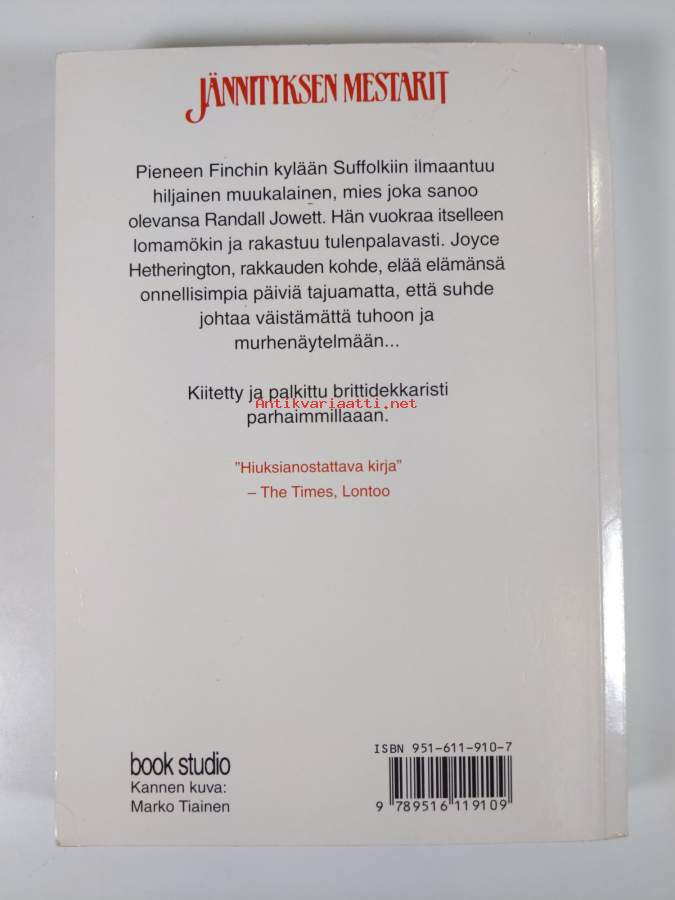 JÄNNITYKSEN MESTARIT
Pieneen Finchin kylään Suffolkiin ilmaantuu
hiljainen muukalainen, mies joka sanoo
olevansa Randall Jowett. Hän vuokraa itselleen
lomamökin ja rakastuu tulenpalavasti. Joyce
Hetherington, rakkauden kohde, elää elämänsä
onnellisimpia päiviä tajuamatta, että suhde
johtaa väistämättä tuhoon ja
murhenäytelmään...
Kiitetty ja palkittu brittidekkaristi
Antikvariaatti.net
parhaimmillaaan.
”Hiuksianostattava kirja”
– The Times, Lontoo
book studio
Kannen kuva:
Marko Tiainen
ISBN 951-611-910-7
9 789516 119109